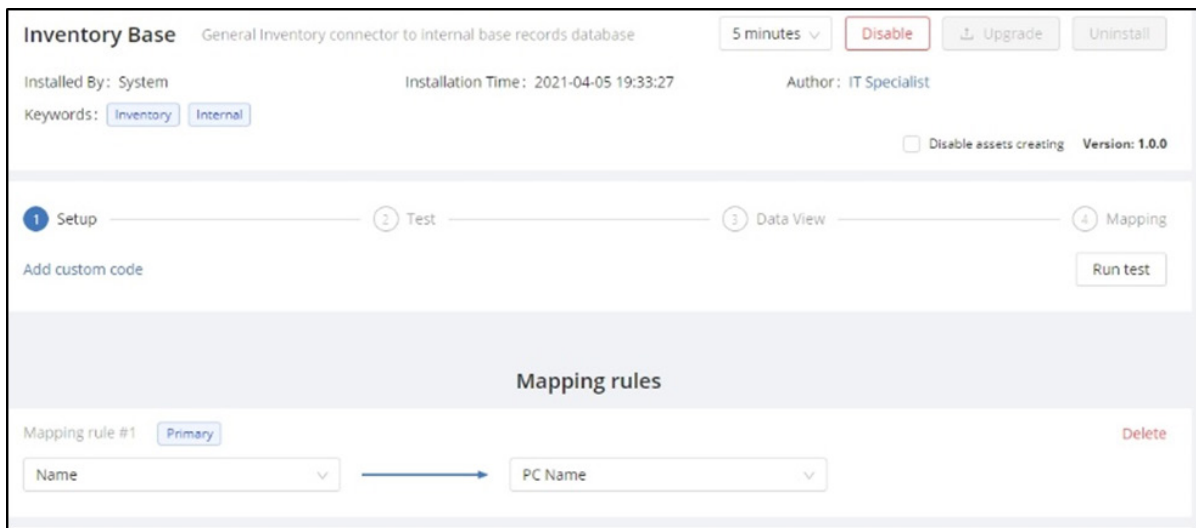 Inventory Base General Inventory connector to internal base records database 5 minutes Disable Upgrade Uninstall
Installed By: System Installation Time: 2021-04-05 19:33:27 Author: IT Specialist
Keywords: Inventory Internal
Disable assets creating Version: 1.0.0
1 Setup 2 Test 3 Data View 4 Mapping
Add custom code Run test
Mapping rules
Mapping rule #1 Primary Delete
Name PC Name